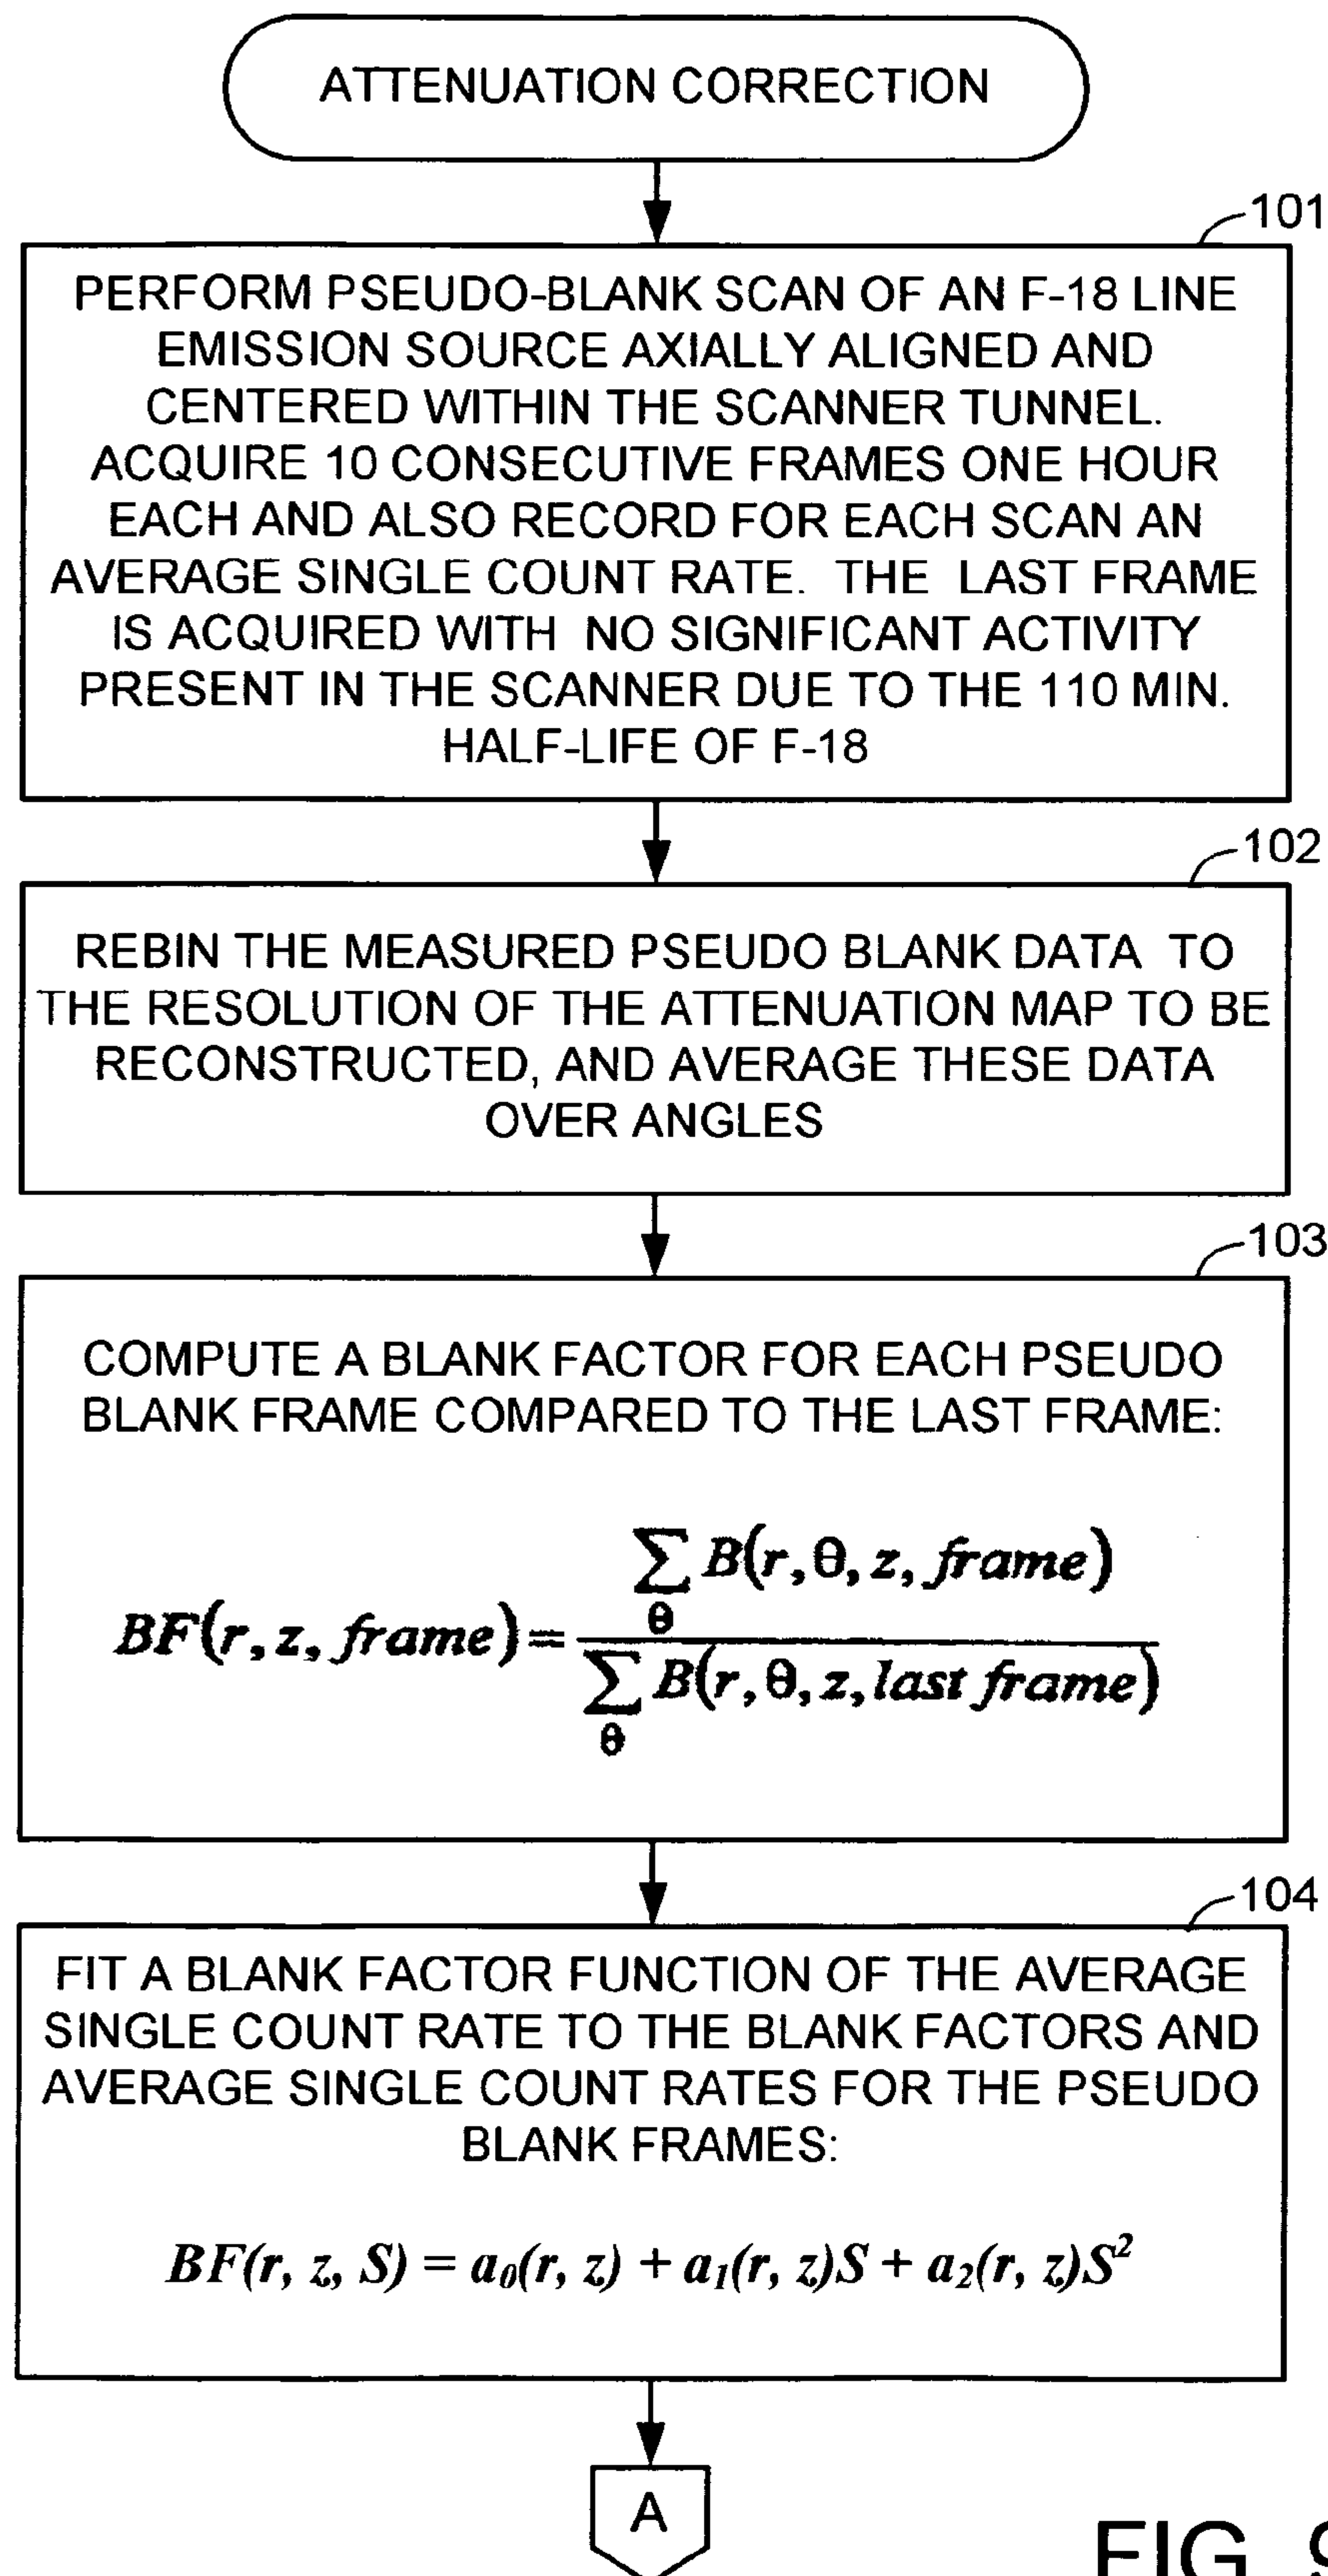 ATTENUATION CORRECTION
101
PERFORM PSEUDO-BLANK SCAN OF AN F-18 LINE
EMISSION SOURCE AXIALLY ALIGNED AND
CENTERED WITHIN THE SCANNER TUNNEL.
ACQUIRE 10 CONSECUTIVE FRAMES ONE HOUR
EACH AND ALSO RECORD FOR EACH SCAN AN
AVERAGE SINGLE COUNT RATE. THE LAST FRAME
IS ACQUIRED WITH NO SIGNIFICANT ACTIVITY
PRESENT IN THE SCANNER DUE TO THE 110 MIN.
HALF-LIFE OF F-18
102
REBIN THE MEASURED PSEUDO BLANK DATA TO
THE RESOLUTION OF THE ATTENUATION MAP TO BE
RECONSTRUCTED, AND AVERAGE THESE DATA
OVER ANGLES
103
COMPUTE A BLANK FACTOR FOR EACH PSEUDO
BLANK FRAME COMPARED TO THE LAST FRAME:
∑ B(r, θ, z, frame)
θ
BF(r, z, frame) =
∑ B(r, θ, z, last frame)
θ
104
FIT A BLANK FACTOR FUNCTION OF THE AVERAGE
SINGLE COUNT RATE TO THE BLANK FACTORS AND
AVERAGE SINGLE COUNT RATES FOR THE PSEUDO
BLANK FRAMES:
BF(r, z, S) = a₀(r, z) + a₁(r, z)S + a₂(r, z)S²
A
FIG. 9